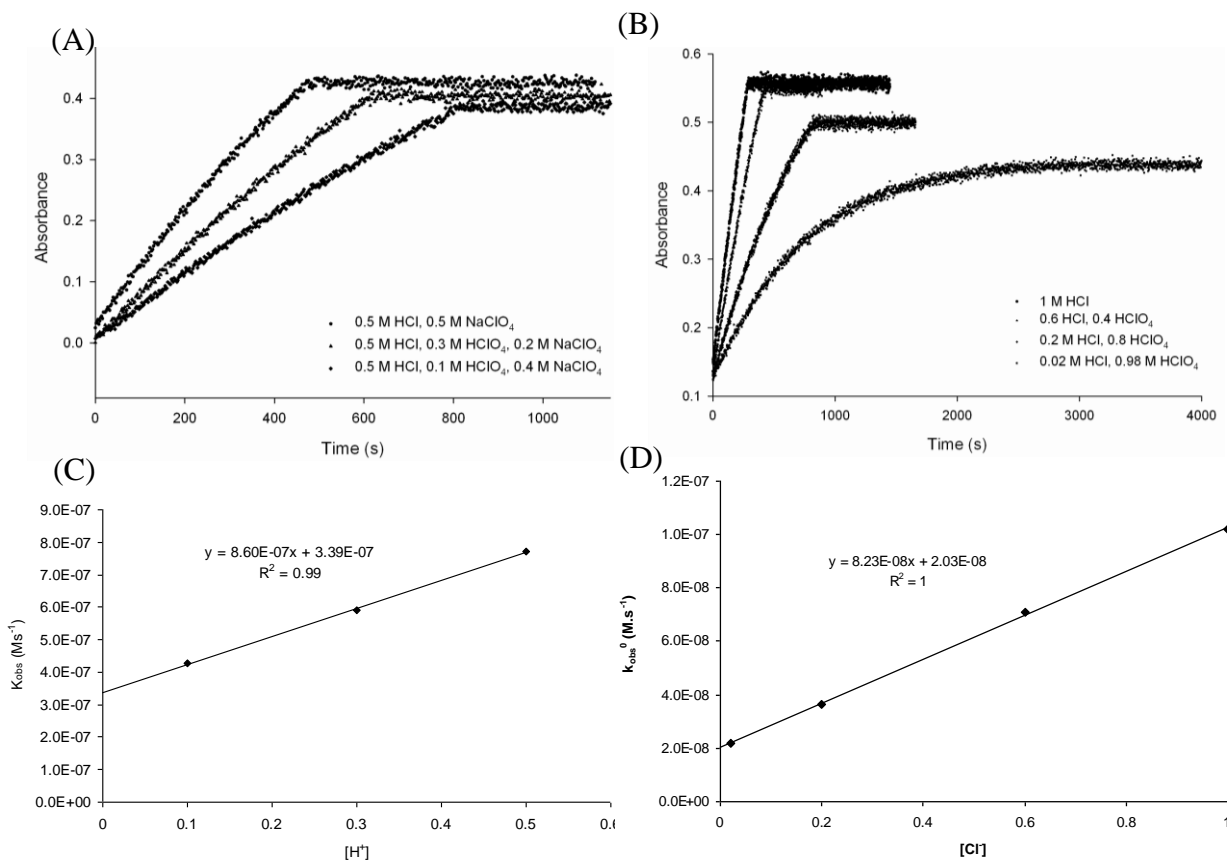 (A)
Absorbance
0.4
0.3
0.2
0.1
0.0
0.5 M HCl, 0.5 M NaClO4
0.5 M HCl, 0.3 M HClO4, 0.2 M NaClO4
0.5 M HCl, 0.1 M HClO4, 0.4 M NaClO4
0 200 400 600 800 1000
Time (s)
(B)
Absorbance
0.6
0.5
0.4
0.3
0.2
0.1
1 M HCl
0.6 HCl, 0.4 HClO4
0.2 M HCl, 0.8 HClO4
0.02 M HCl, 0.98 M HClO4
0 1000 2000 3000 4000
Time (s)
(C)
Kobs (Ms-1)
9.0E-07
8.0E-07
7.0E-07
6.0E-07
5.0E-07
4.0E-07
3.0E-07
2.0E-07
1.0E-07
0.0E+00
y = 8.60E-07x + 3.39E-07
R2 = 0.99
0 0.1 0.2 0.3 0.4 0.5 0.6
[H+]
(D)
kobs0 (M.s-1)
1.2E-07
1.0E-07
8.0E-08
6.0E-08
4.0E-08
2.0E-08
0.0E+00
y = 8.23E-08x + 2.03E-08
R2 = 1
0 0.2 0.4 0.6 0.8 1
[Cl-]